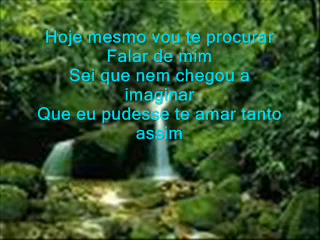 Hoje mesmo vou te procurar
Falar de mim
Sei que nem chegou a
imaginar
Que eu pudesse te amar tanto
assim